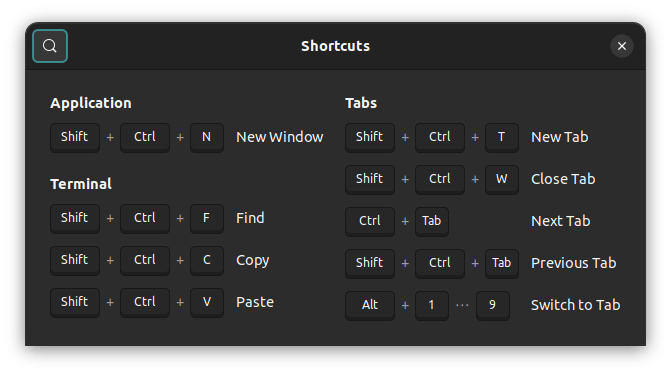 Shortcuts
Application
Shift + Ctrl + N New Window
Terminal
Shift + Ctrl + F Find
Shift + Ctrl + C Copy
Shift + Ctrl + V Paste
Tabs
Shift + Ctrl + T New Tab
Shift + Ctrl + W Close Tab
Ctrl + Tab Next Tab
Shift + Ctrl + Tab Previous Tab
Alt + 1 ··· 9 Switch to Tab